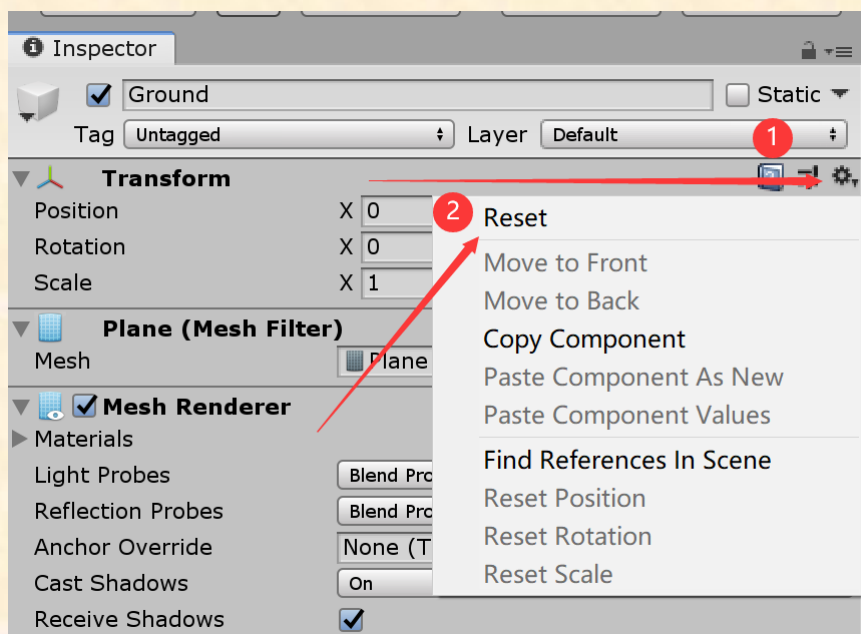 Inspector
Ground
Static
Tag Untagged Layer Default
1
Transform
Position X 0
Rotation X 0
Scale X 1
2
Reset
Move to Front
Move to Back
Copy Component
Paste Component As New
Paste Component Values
Find References In Scene
Reset Position
Reset Rotation
Reset Scale
Plane (Mesh Filter)
Mesh Plane
Mesh Renderer
Materials
Light Probes Blend Pro
Reflection Probes Blend Pro
Anchor Override None (T
Cast Shadows On
Receive Shadows